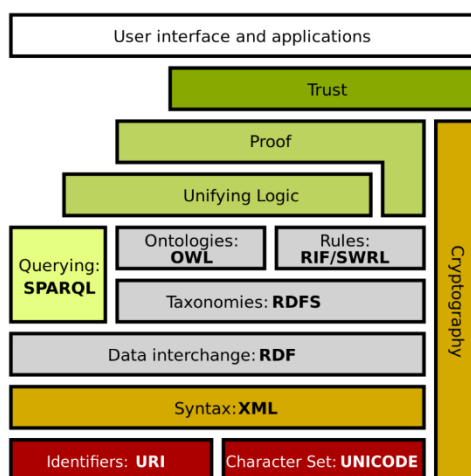 User interface and applications
Trust
Proof
Unifying Logic
Ontologies:
OWL
Rules:
RIF/SWRL
Querying:
SPARQL
Taxonomies: RDFS
Cryptography
Data interchange: RDF
Syntax:XML
Identifiers: URI
Character Set: UNICODE